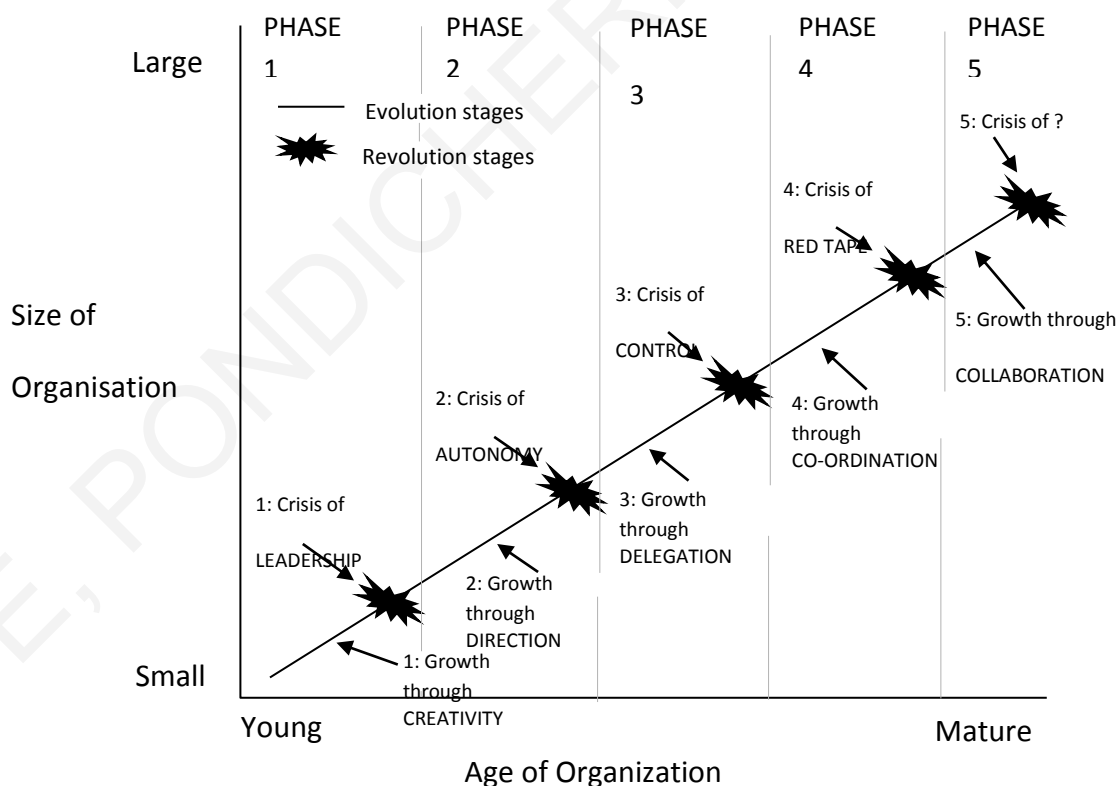 PHASE
1
PHASE
2
PHASE
3
PHASE
4
PHASE
5
Large
Evolution stages
Revolution stages
5: Crisis of ?
4: Crisis of
RED TAPE
3: Crisis of
CONTROL
Size of
Organisation
5: Growth through
COLLABORATION
2: Crisis of
AUTONOMY
4: Growth
through
CO-ORDINATION
1: Crisis of
LEADERSHIP
3: Growth
through
DELEGATION
2: Growth
through
DIRECTION
Small
1: Growth
through
CREATIVITY
Young
Mature
Age of Organization
E, PONDICHER